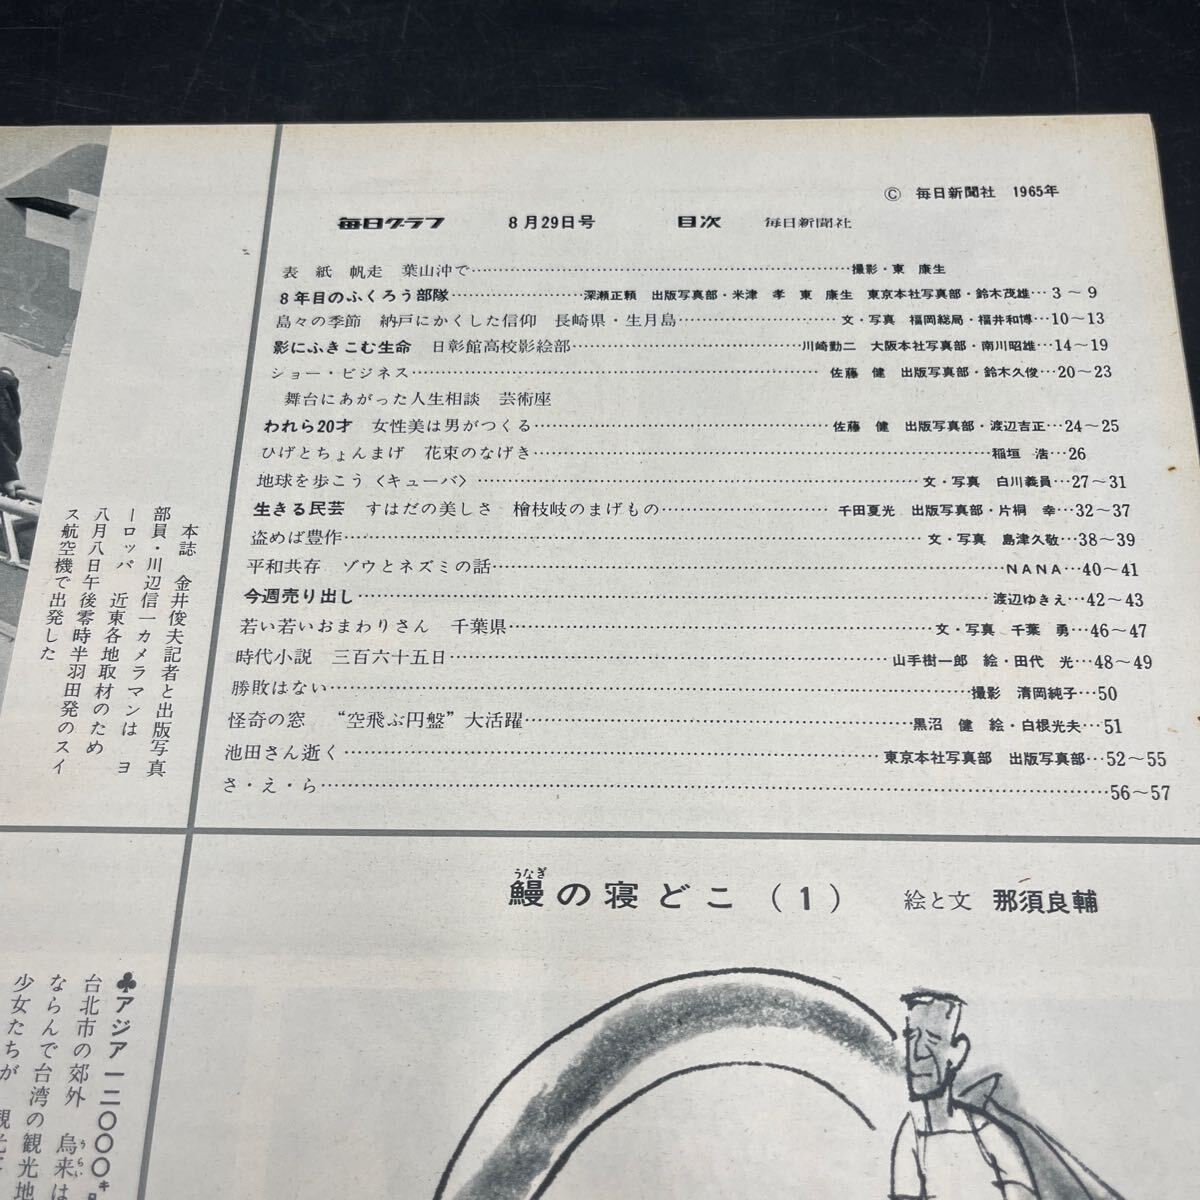 © 毎日新聞社 1965年
毎日グラフ 8月29日号 目次 毎日新聞社
表紙 帆走 葉山沖で……撮影・東 康生
8年目のふくろう部隊……深瀬正頼 出版写真部・米津 孝 東 康生 東京本社写真部・鈴木茂雄…3〜9
島々の季節 納戸にかくした信仰 長崎県・生月島……文・写真 福岡総局・福井和博…10〜13
影にふきこむ生命 日彰館高校影絵部……川崎勤二 大阪本社写真部・南川昭雄…14〜19
ショー・ビジネス……佐藤 健 出版写真部・鈴木久俊…20〜23
舞台にあがった人生相談 芸術座
われら20才 女性美は男がつくる……佐藤 健 出版写真部・渡辺吉正…24〜25
ひげとちょんまげ 花束のなげき……稲垣 浩…26
地球を歩こう〈キューバ〉……文・写真 白川義員…27〜31
生きる民芸 すはだの美しさ 檜枝岐のまげもの……千田夏光 出版写真部・片桐 幸…32〜37
盗めば豊作……文・写真 島津久敬…38〜39
平和共存 ゾウとネズミの話……NANA…40〜41
今週売り出し……渡辺ゆきえ…42〜43
若い若いおまわりさん 千葉県……文・写真 千葉 勇…46〜47
時代小説 三百六十五日……山手樹一郎 絵・田代 光…48〜49
勝敗はない……撮影 清岡純子…50
怪奇の窓 “空飛ぶ円盤”大活躍……黒沼 健 絵・白根光夫…51
池田さん逝く……東京本社写真部 出版写真部…52〜55
さ・え・ら……56〜57
本誌 金井俊夫記者と出版写真
部員・川辺信一カメラマンは ヨ
ーロッパ 近東各地取材のため
八月八日午後零時半羽田発のスイ
ス航空機で出発した
うなぎ
鰻の寝どこ(1) 絵と文 那須良輔
♣アジア一二〇〇〇キロ
台北市の郊外 烏来は
うらい
ならんで台湾の観光地
少女たちが 観光